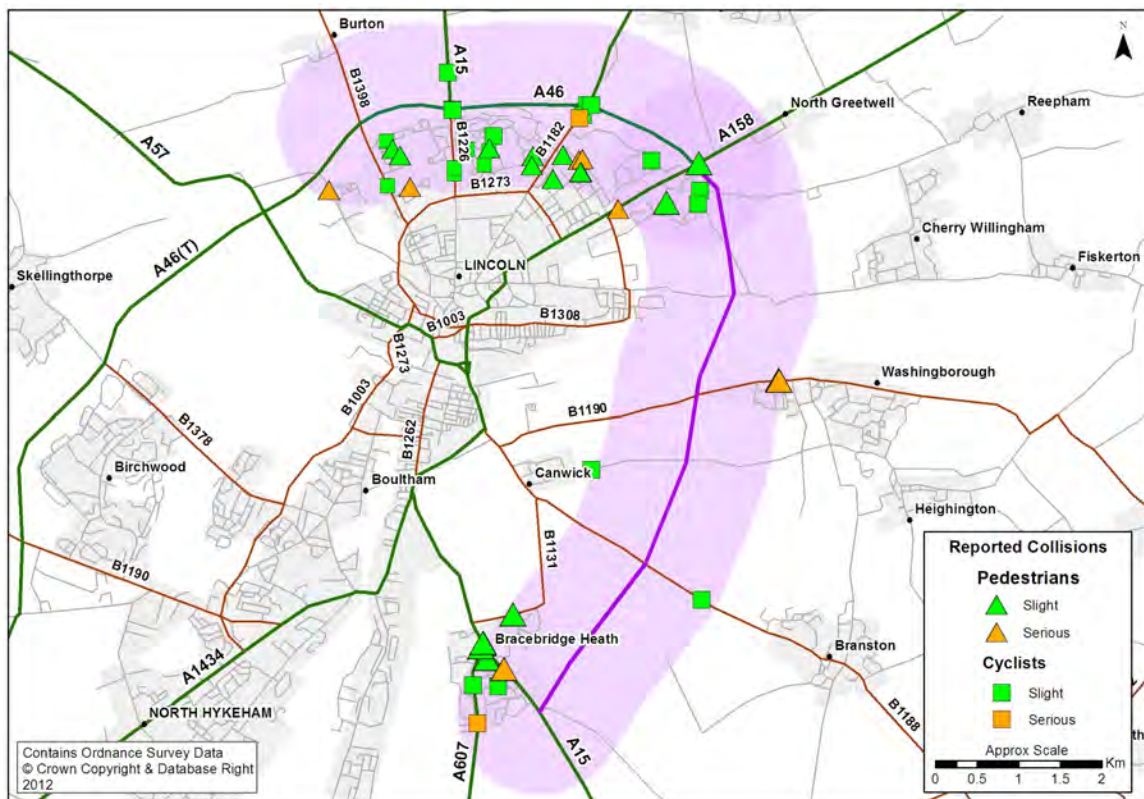 Burton
N
A15
B1398
A46
North Greetwell
Reepham
A158
A57
B1226
B1182
B1273
Cherry Willingham
A46(T)
LINCOLN
Fiskerton
Skellingthorpe
B1003
B1308
B1273
Washingborough
B1003
B1190
B1378
B1262
Birchwood
Boultham
Canwick
Heighington
B1131
B1190
Bracebridge Heath
Branston
A1434
NORTH HYKEHAM
B1188
A607
A15
th
Reported Collisions
Pedestrians
Slight
Serious
Cyclists
Slight
Serious
Approx Scale
Km
0 0.5 1 2
Contains Ordnance Survey Data
© Crown Copyright & Database Right
2012